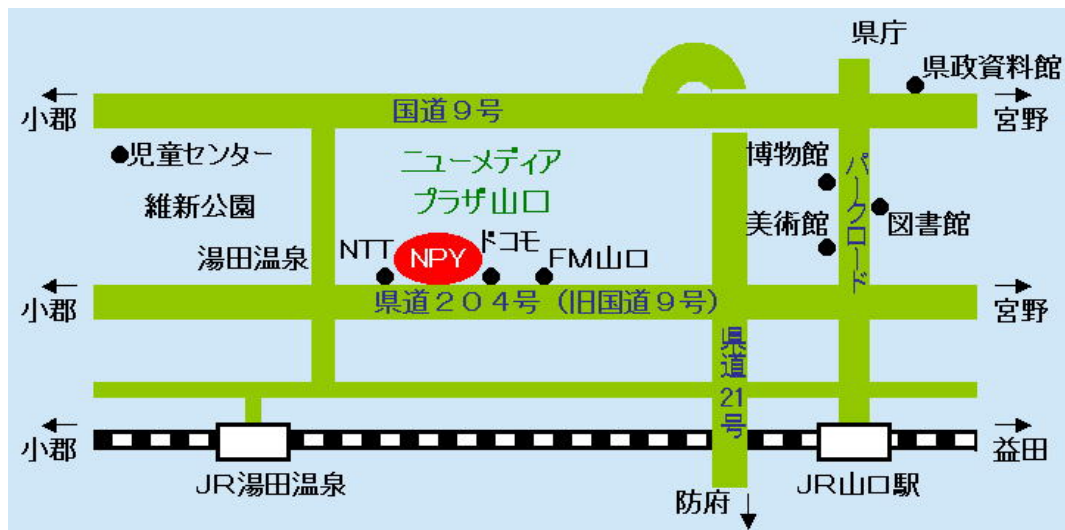 県庁
県政資料館
国道９号
小郡
宮野
児童センター
ニューメディア
プラザ山口
博物館
パークロード
維新公園
美術館
図書館
湯田温泉
NTT
NPY
ドコモ
FM山口
県道２０４号（旧国道９号）
小郡
宮野
県道21号
小郡
益田
JR湯田温泉
防府
JR山口駅